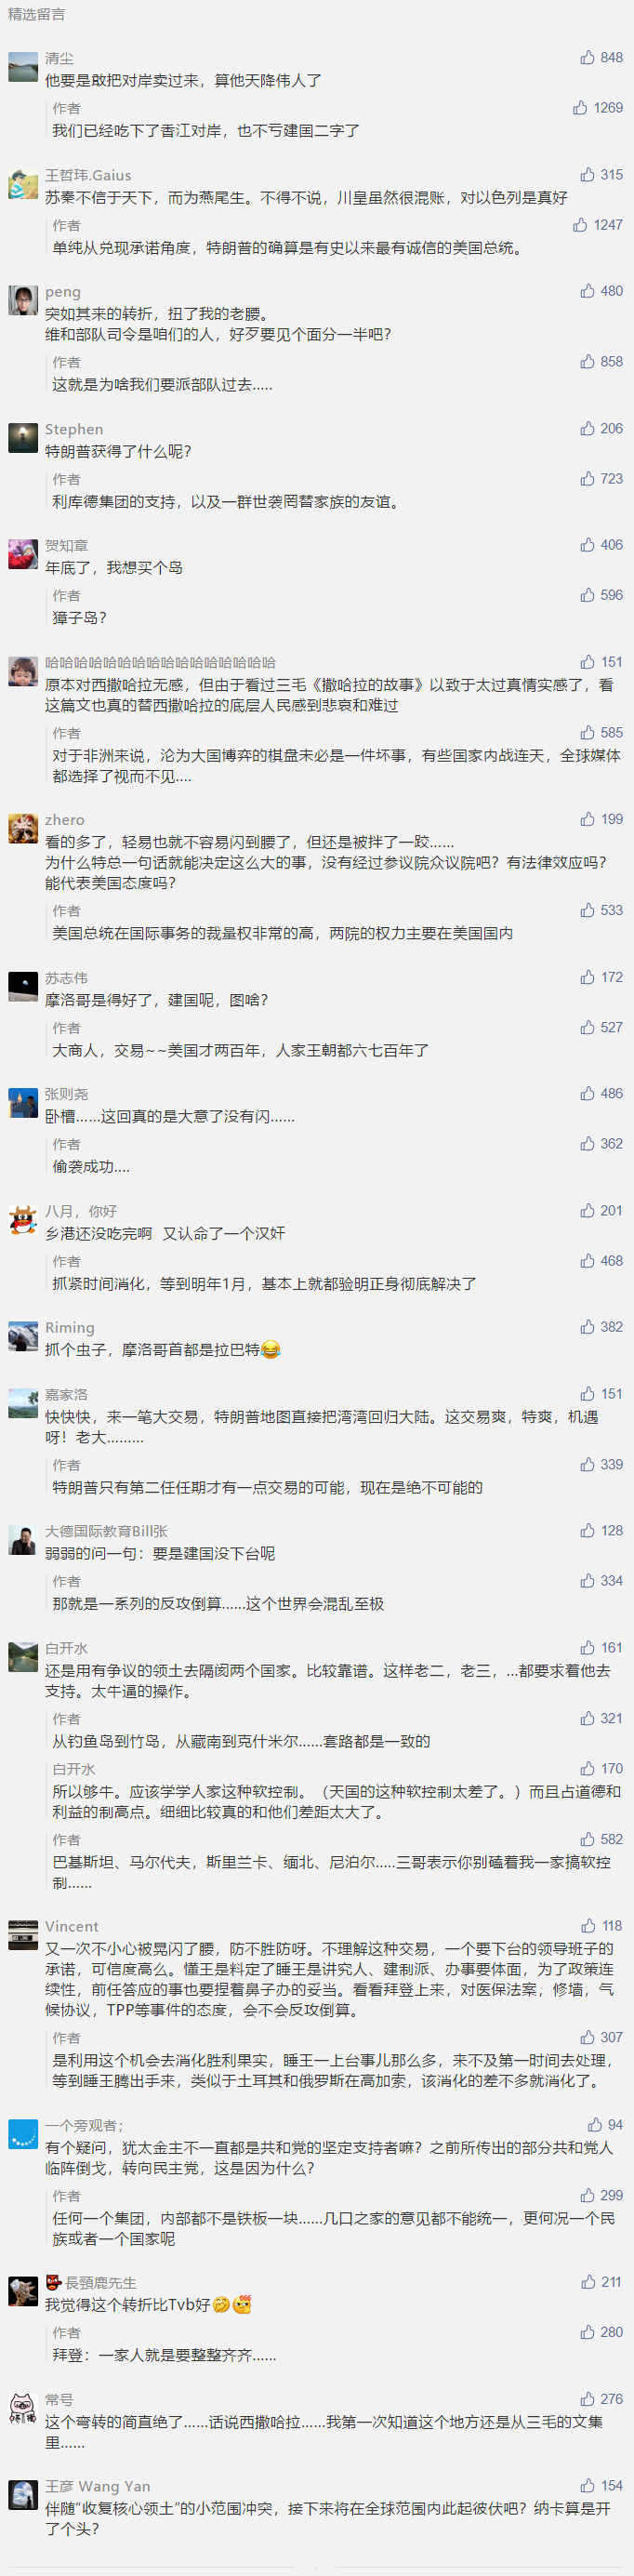 精选留言
清尘 848
他要是敢把对岸卖过来，算他天降伟人了
作者 1269
我们已经吃下了香江对岸，也不亏建国二字了
王哲玮.Gaius 315
苏秦不信于天下，而为燕尾生。不得不说，川皇虽然很混账，对以色列是真好
作者 1247
单纯从兑现承诺角度，特朗普的确算是有史以来最有诚信的美国总统。
peng 480
突如其来的转折，扭了我的老腰。
维和部队司令是咱们的人，好歹要见个面分一半吧？
作者 858
这就是为啥我们要派部队过去.....
Stephen 206
特朗普获得了什么呢？
作者 723
利库德集团的支持，以及一群世袭罔替家族的友谊。
贺知章 406
年底了，我想买个岛
作者 596
獐子岛？
哈哈哈哈哈哈哈哈哈哈哈哈哈哈哈哈 151
原本对西撒哈拉无感，但由于看过三毛《撒哈拉的故事》以致于太过真情实感了，看
这篇文也真的替西撒哈拉的底层人民感到悲哀和难过
作者 585
对于非洲来说，沦为大国博弈的棋盘未必是一件坏事，有些国家内战连天，全球媒体
都选择了视而不见....
zhero 199
看的多了，轻易也就不容易闪到腰了，但还是被拌了一跤......
为什么特总一句话就能决定这么大的事，没有经过参议院众议院吧？有法律效应吗？
能代表美国态度吗？
作者 533
美国总统在国际事务的裁量权非常的高，两院的权力主要在美国国内
苏志伟 172
摩洛哥是得好了，建国呢，图啥？
作者 527
大商人，交易~~美国才两百年，人家王朝都六七百年了
张则尧 486
卧槽......这回真的是大意了没有闪......
作者 362
偷袭成功....
八月，你好 201
乡港还没吃完啊 又认命了一个汉奸
作者 468
抓紧时间消化，等到明年1月，基本上就都验明正身彻底解决了
Riming 382
抓个虫子，摩洛哥首都是拉巴特😂
嘉家洛 151
快快快，来一笔大交易，特朗普地图直接把湾湾回归大陆。这交易爽，特爽，机遇
呀！老大.........
作者 339
特朗普只有第二任任期才有一点交易的可能，现在是绝不可能的
大德国际教育Bill张 128
弱弱的问一句：要是建国没下台呢
作者 334
那就是一系列的反攻倒算......这个世界会混乱至极
白开水 161
还是用有争议的领土去隔阂两个国家。比较靠谱。这样老二，老三，...都要求着他去
支持。太牛逼的操作。
作者 321
从钓鱼岛到竹岛，从藏南到克什米尔......套路都是一致的
白开水 170
所以够牛。应该学学人家这种软控制。（天国的这种软控制太差了。）而且占道德和
利益的制高点。细细比较真的和他们差距太大了。
作者 582
巴基斯坦、马尔代夫，斯里兰卡、缅北、尼泊尔.....三哥表示你别磕着我一家搞软控
制......
Vincent 118
又一次不小心被晃闪了腰，防不胜防呀。不理解这种交易，一个要下台的领导班子的
承诺，可信度高么。懂王是料定了睡王是讲究人、建制派、办事要体面，为了政策连
续性，前任答应的事也要捏着鼻子办的妥当。看看拜登上来，对医保法案，修墙，气
候协议，TPP等事件的态度，会不会反攻倒算。
作者 307
是利用这个机会去消化胜利果实，睡王一上台事儿那么多，来不及第一时间去处理，
等到睡王腾出手来，类似于土耳其和俄罗斯在高加索，该消化的差不多就消化了。
一个旁观者； 94
有个疑问，犹太金主不一直都是共和党的坚定支持者嘛？之前所传出的部分共和党人
临阵倒戈，转向民主党，这是因为什么？
作者 299
任何一个集团，内部都不是铁板一块......几口之家的意见都不能统一，更何况一个民
族或者一个国家呢
👺長頸鹿先生 211
我觉得这个转折比Tvb好🤣666
作者 280
拜登：一家人就是要整整齐齐......
常号 276
这个弯转的简直绝了......话说西撒哈拉......我第一次知道这个地方还是从三毛的文集
里......
王彦 Wang Yan 154
伴随“收复核心领土”的小范围冲突，接下来将在全球范围内此起彼伏吧？纳卡算是开
了个头？